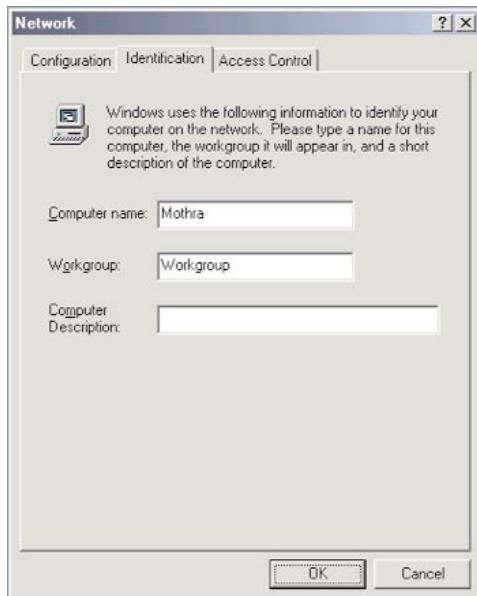 Network
Configuration Identification Access Control
Windows uses the following information to identify your
computer on the network. Please type a name for this
computer, the workgroup it will appear in, and a short
description of the computer.
Computer name: Mothra
Workgroup: Workgroup
Computer
Description:
OK Cancel